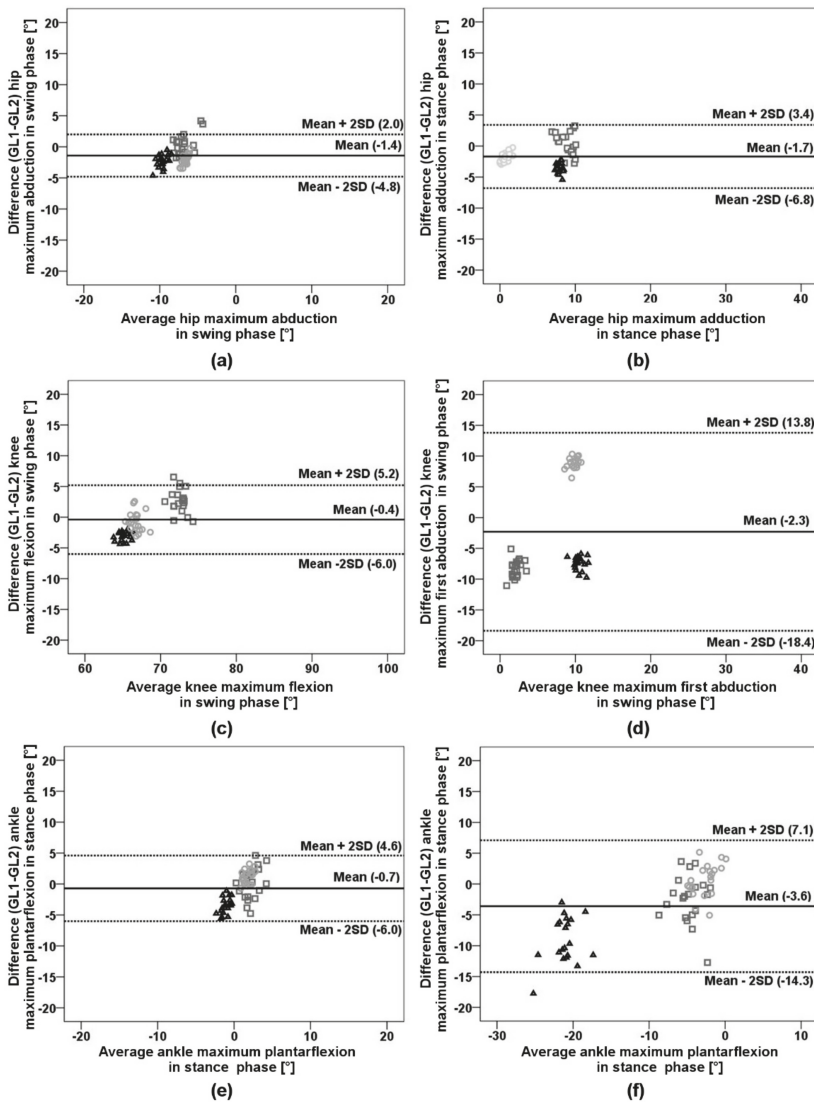 Difference (GL1-GL2) hip
maximum abduction in swing phase [°]
20
15
10
5
0
-5
-10
-15
-20
Mean + 2SD (2.0)
Mean (-1.4)
Mean - 2SD (-4.8)
-20
-10
0
10
20
Average hip maximum abduction
in swing phase [°]
(a)
Difference (GL1-GL2) hip
maximum adduction in stance phase [°]
20
15
10
5
0
-5
-10
-15
-20
Mean + 2SD (3.4)
Mean (-1.7)
Mean -2SD (-6.8)
0
10
20
30
40
Average hip maximum adduction
in stance phase [°]
(b)
Difference (GL1-GL2) knee
maximum flexion in swing phase [°]
20
15
10
5
0
-5
-10
-15
-20
Mean + 2SD (5.2)
Mean (-0.4)
Mean -2SD (-6.0)
60
70
80
90
100
Average knee maximum flexion
in swing phase [°]
(c)
Difference (GL1-GL2) knee
maximum first abduction in swing phase [°]
20
15
10
5
0
-5
-10
-15
-20
Mean + 2SD (13.8)
Mean (-2.3)
Mean - 2SD (-18.4)
0
10
20
30
40
Average knee maximum first abduction
in swing phase [°]
(d)
Difference (GL1-GL2) ankle
maximum plantarflexion in stance phase [°]
20
15
10
5
0
-5
-10
-15
-20
Mean + 2SD (4.6)
Mean (-0.7)
Mean - 2SD (-6.0)
-20
-10
0
10
20
Average ankle maximum plantarflexion
in stance phase [°]
(e)
Difference (GL1-GL2) ankle
maximum plantarflexion in stance phase [°]
20
15
10
5
0
-5
-10
-15
-20
Mean + 2SD (7.1)
Mean (-3.6)
Mean - 2SD (-14.3)
-30
-20
-10
0
10
Average ankle maximum plantarflexion
in stance phase [°]
(f)